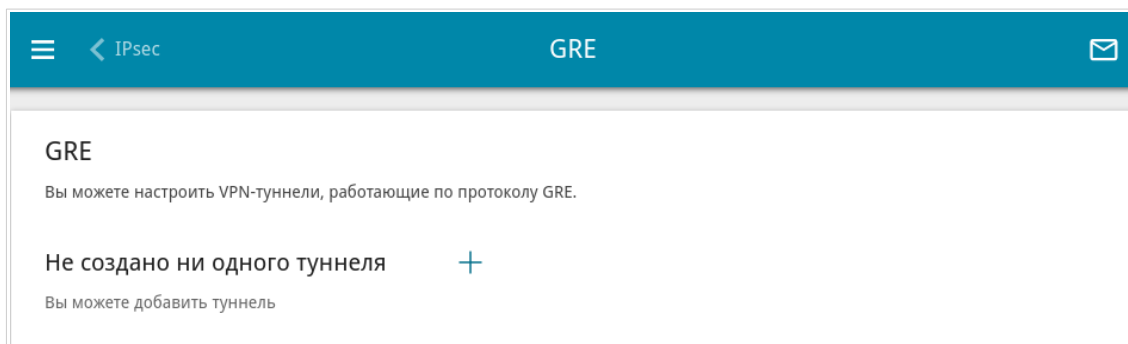 IPsec GRE
GRE
Вы можете настроить VPN-туннели, работающие по протоколу GRE.
Не создано ни одного туннеля
Вы можете добавить туннель